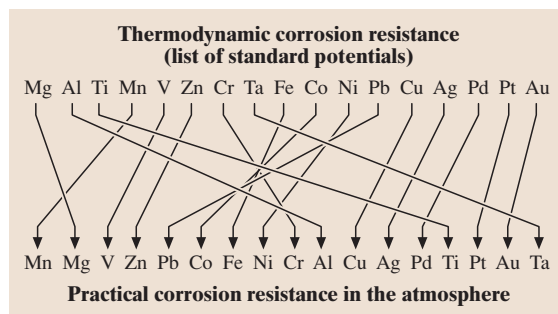 Thermodynamic corrosion resistance
(list of standard potentials)
Mg Al Ti Mn V Zn Cr Ta Fe Co Ni Pb Cu Ag Pd Pt Au
Mn Mg V Zn Pb Co Fe Ni Cr Al Cu Ag Pd Ti Pt Au Ta
Practical corrosion resistance in the atmosphere